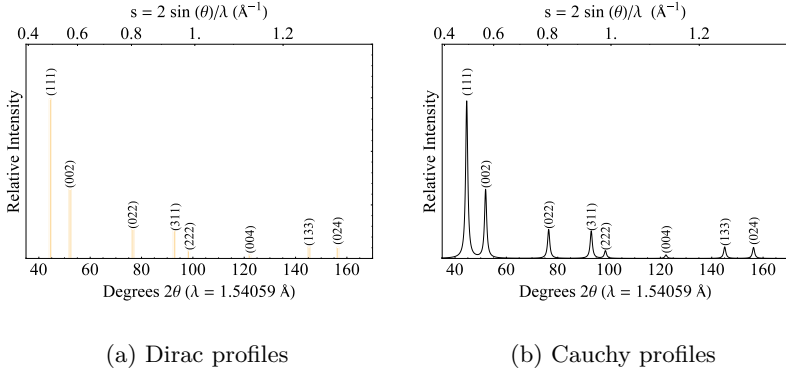 s = 2 sin (θ)/λ (Å⁻¹)
0.4 0.6 0.8 1. 1.2
Relative Intensity
(111)
(002)
(022)
(311)
(222)
(004)
(133)
(024)
40 60 80 100 120 140 160
Degrees 2θ (λ = 1.54059 Å)
(a) Dirac profiles
s = 2 sin (θ)/λ (Å⁻¹)
0.4 0.6 0.8 1. 1.2
Relative Intensity
(111)
(002)
(022)
(311)
(222)
(004)
(133)
(024)
40 60 80 100 120 140 160
Degrees 2θ (λ = 1.54059 Å)
(b) Cauchy profiles